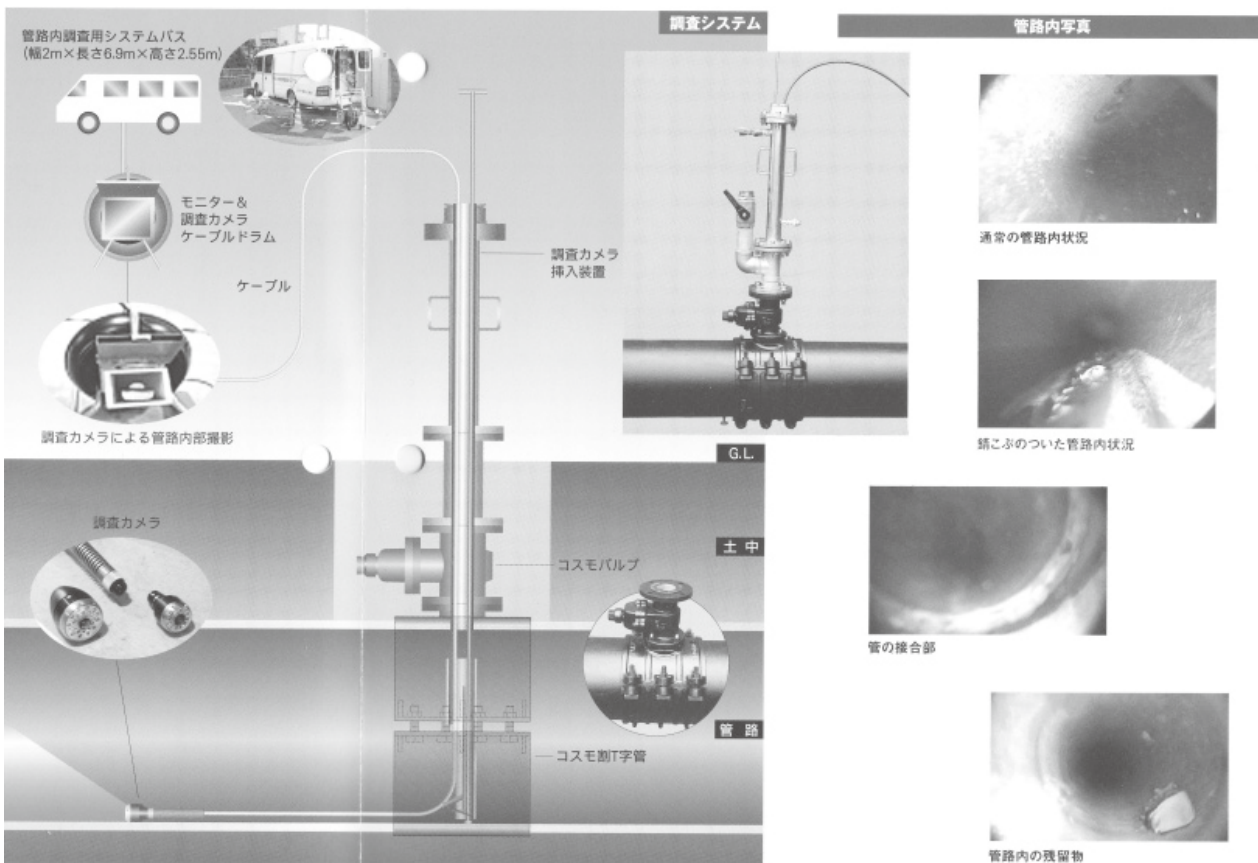 調査システム
管路内調査用システムバス
(幅2m×長さ6.9m×高さ2.55m)
モニター&
調査カメラ
ケーブルドラム
ケーブル
調査カメラ
挿入装置
調査カメラによる管路内部撮影
G.L.
調査カメラ
土中
コスモバルブ
管路
コスモ割T字管
管路内写真
通常の管路内状況
錆こぶのついた管路内状況
管の接合部
管路内の残留物